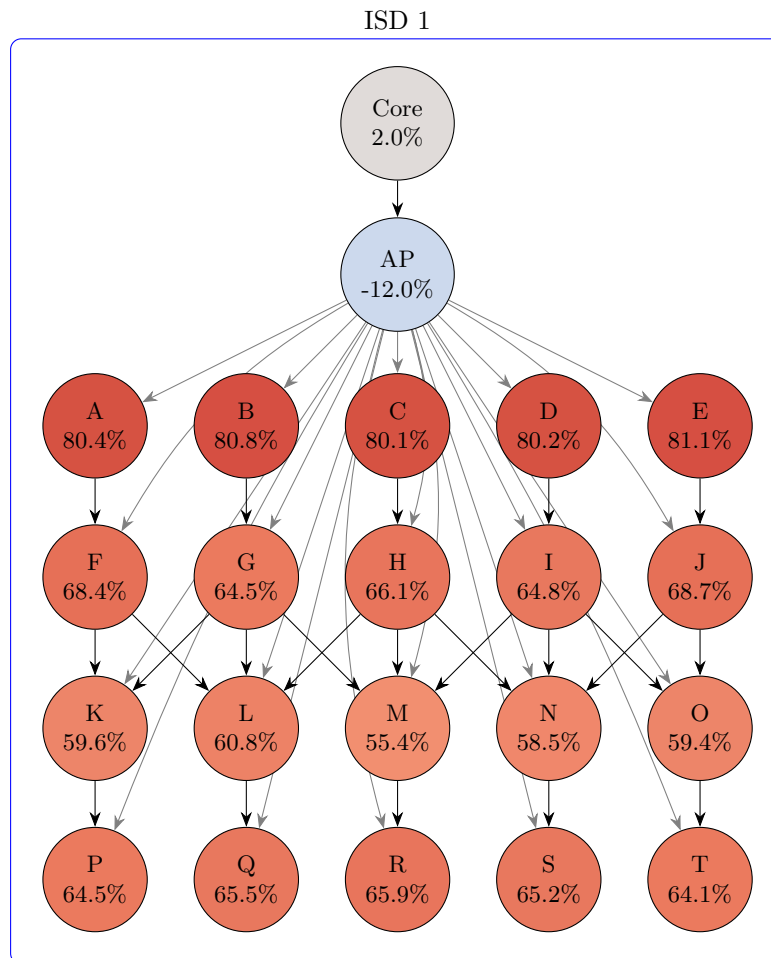 ISD 1
Core
2.0%
AP
-12.0%
A
80.4%
B
80.8%
C
80.1%
D
80.2%
E
81.1%
F
68.4%
G
64.5%
H
66.1%
I
64.8%
J
68.7%
K
59.6%
L
60.8%
M
55.4%
N
58.5%
O
59.4%
P
64.5%
Q
65.5%
R
65.9%
S
65.2%
T
64.1%